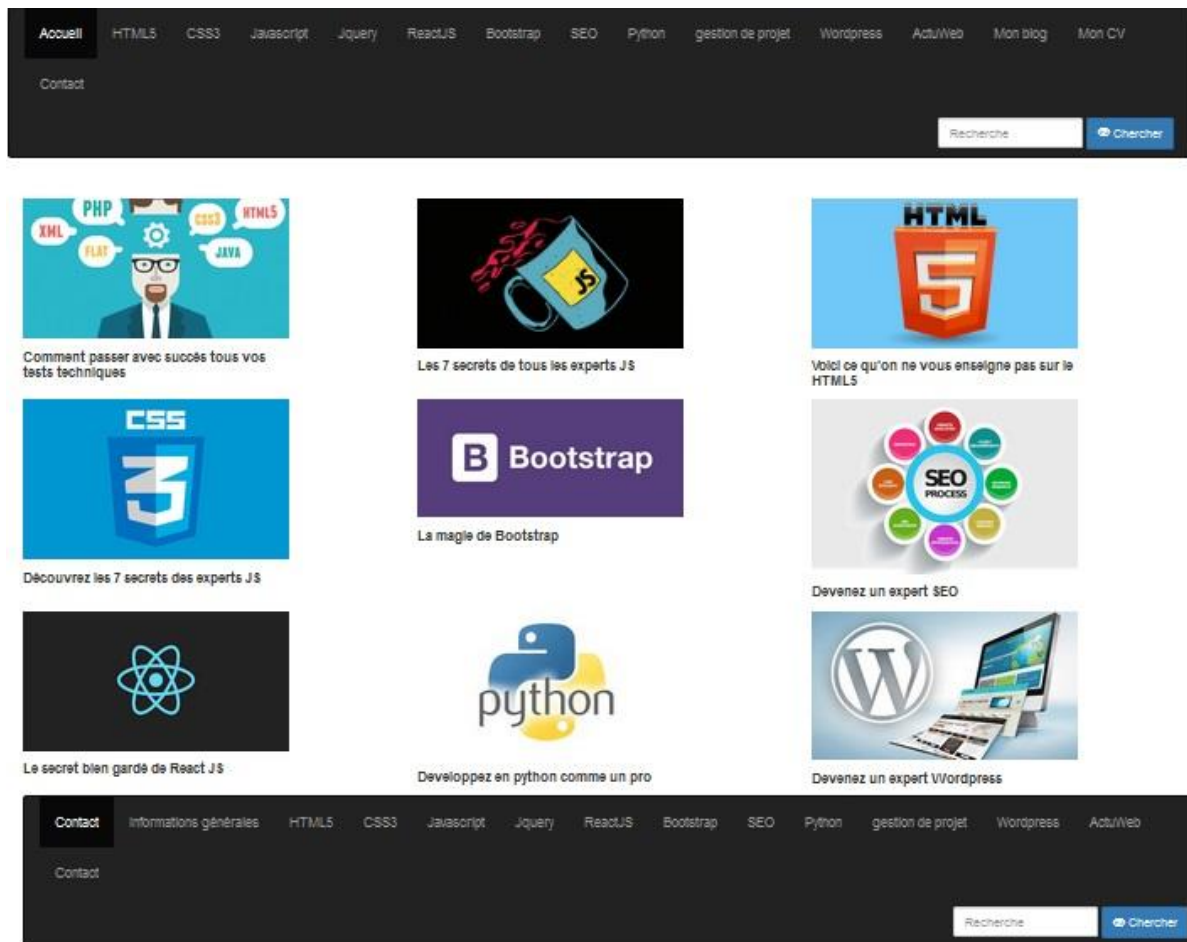 Accueil HTML5 CSS3 Javascript Jquery ReactJS Bootstrap SEO Python gestion de projet Wordpress ActuWeb Mon blog Mon CV
Contact
Recherche Chercher
PHP
XML
FLAT
CSS3
HTML5
JAVA
JS
HTML
5
Comment passer avec succès tous vos
tests techniques
Les 7 secrets de tous les experts JS
Voici ce qu'on ne vous enseigne pas sur le
HTML5
CSS
3
B Bootstrap
SEO
PROCESS
Découvrez les 7 secrets des experts JS
La magie de Bootstrap
Devenez un expert SEO
python
W
Le secret bien gardé de React JS
Developpez en python comme un pro
Devenez un expert Wordpress
Contact Informations générales HTML5 CSS3 Javascript Jquery ReactJS Bootstrap SEO Python gestion de projet Wordpress ActuWeb
Contact
Recherche Chercher